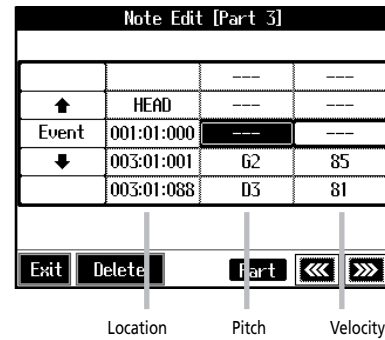 Note Edit [Part 3]
--- ---
HEAD --- ---
Event 001:01:000 --- ---
003:01:001 G2 85
003:01:088 D3 81
Exit Delete Part
Location Pitch Velocity